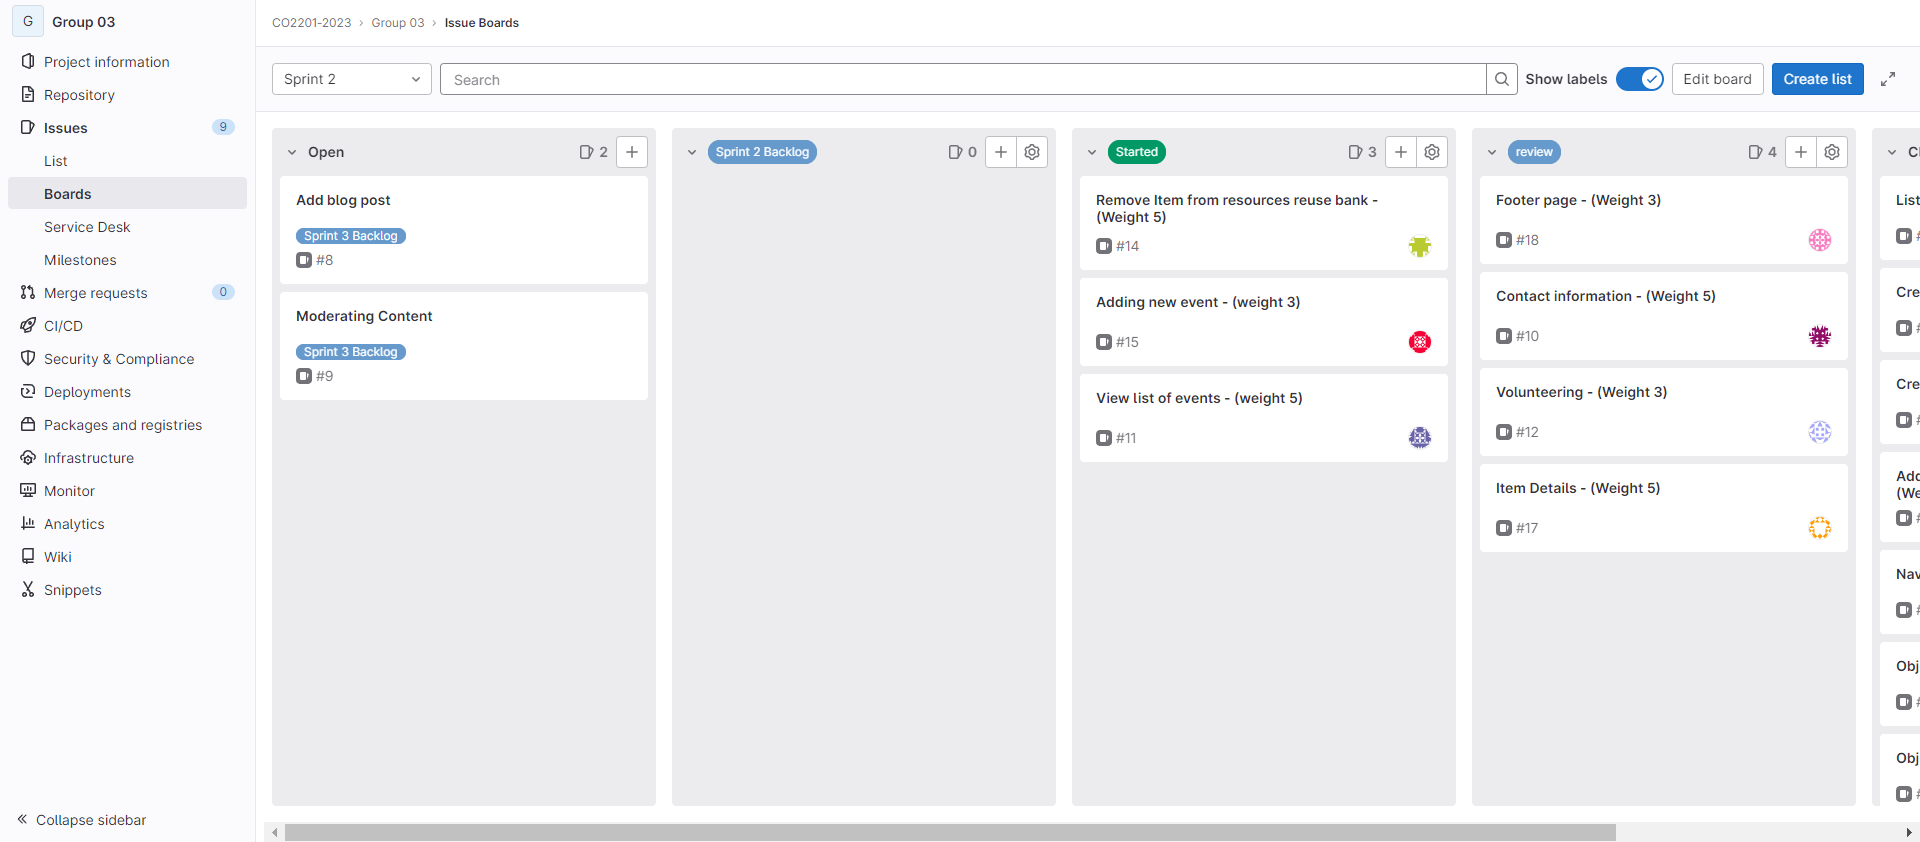 G Group 03
Project information
Repository
Issues 9
List
Boards
Service Desk
Milestones
Merge requests 0
CI/CD
Security & Compliance
Deployments
Packages and registries
Infrastructure
Monitor
Analytics
Wiki
Snippets
Collapse sidebar
CO2201-2023 › Group 03 › Issue Boards
Sprint 2
Search
Show labels
Edit board
Create list
Open 2
Add blog post
Sprint 3 Backlog
#8
Moderating Content
Sprint 3 Backlog
#9
Sprint 2 Backlog 0
Started 3
Remove Item from resources reuse bank -
(Weight 5)
#14
Adding new event - (weight 3)
#15
View list of events - (weight 5)
#11
review 4
Footer page - (Weight 3)
#18
Contact information - (Weight 5)
#10
Volunteering - (Weight 3)
#12
Item Details - (Weight 5)
#17
List
Cre
Cre
Add
(We
Nav
Obj
Obj